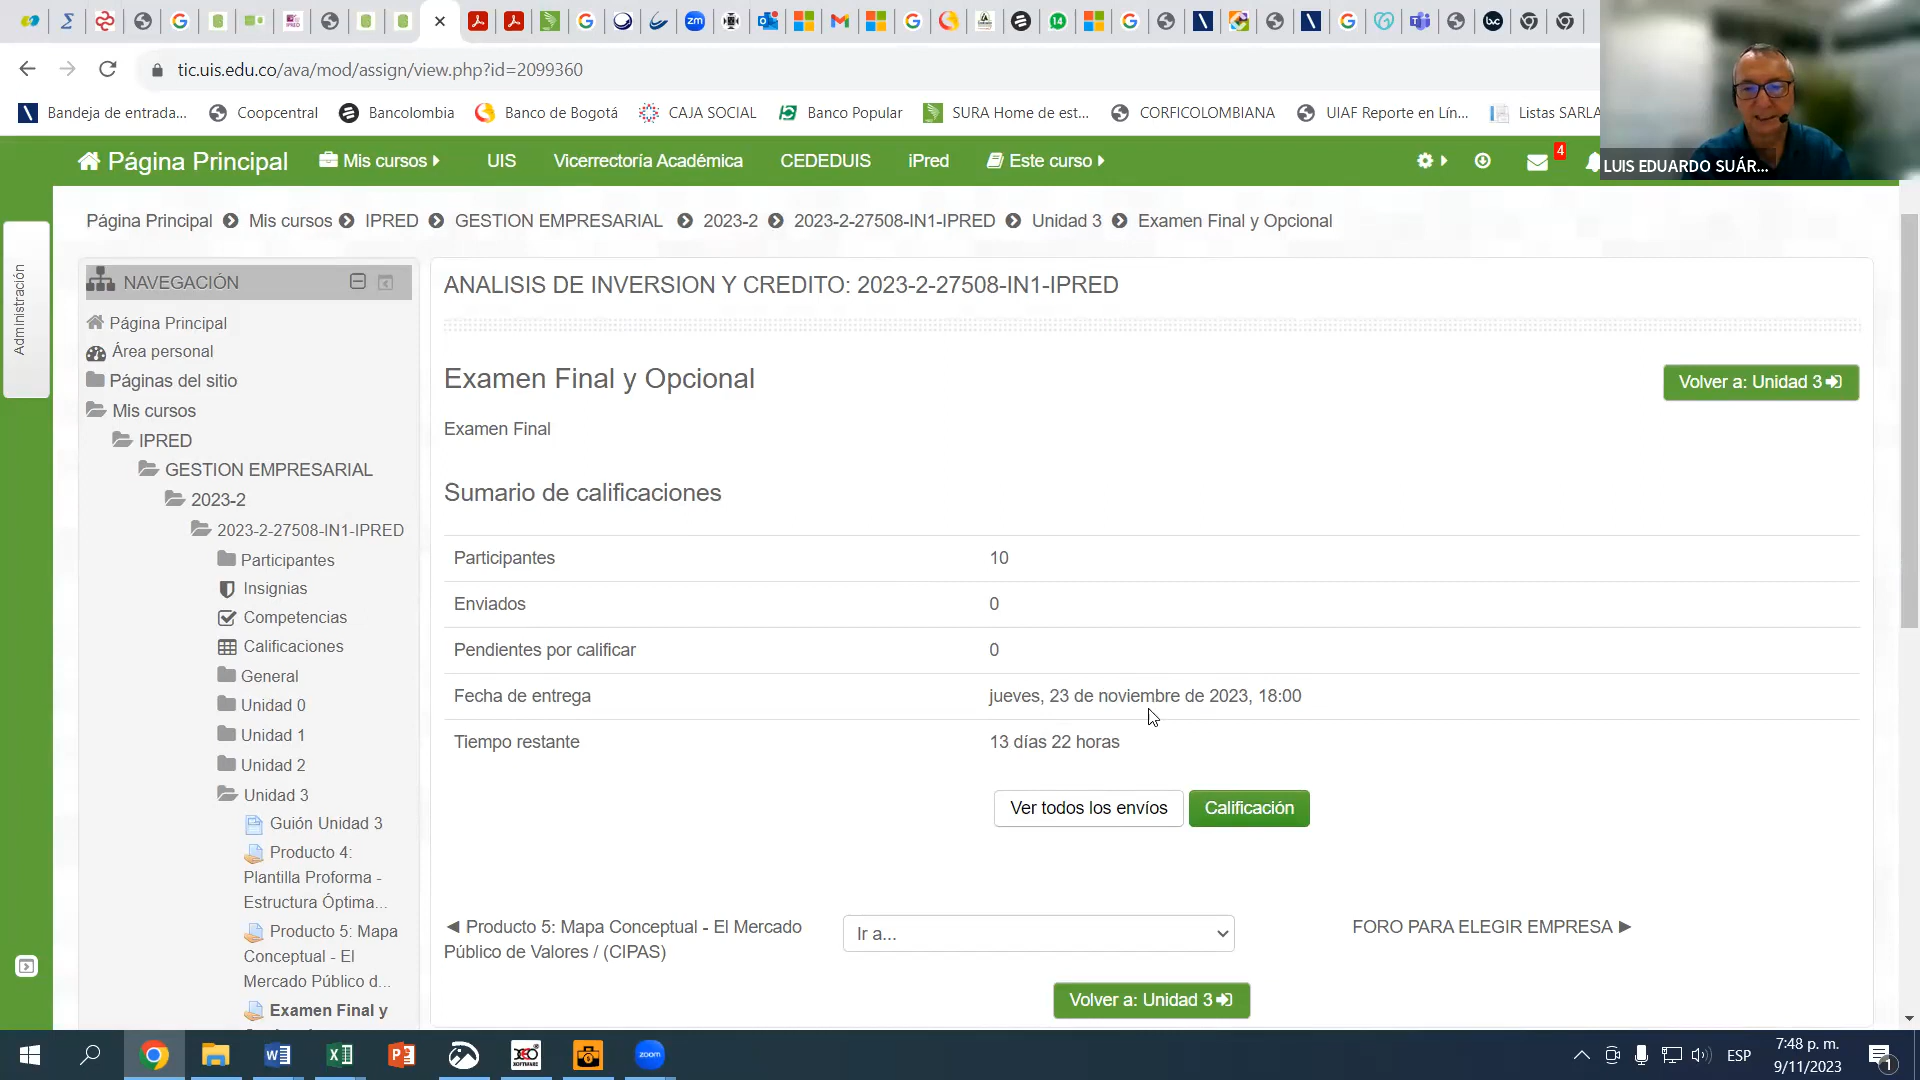 tic.uis.edu.co/ava/mod/assign/view.php?id=2099360
Bandeja de entrada...
Coopcentral
Bancolombia
Banco de Bogotá
CAJA SOCIAL
Banco Popular
SURA Home de est...
CORFICOLOMBIANA
UIAF Reporte en Lín...
Listas SARLA
LUIS EDUARDO SUÁR...
Página Principal
Mis cursos
UIS
Vicerrectoría Académica
CEDEDUIS
iPred
Este curso
4
Página Principal
Mis cursos
IPRED
GESTION EMPRESARIAL
2023-2
2023-2-27508-IN1-IPRED
Unidad 3
Examen Final y Opcional
Administración
NAVEGACIÓN
Página Principal
Área personal
Páginas del sitio
Mis cursos
IPRED
GESTION EMPRESARIAL
2023-2
2023-2-27508-IN1-IPRED
Participantes
Insignias
Competencias
Calificaciones
General
Unidad 0
Unidad 1
Unidad 2
Unidad 3
Guión Unidad 3
Producto 4:
Plantilla Proforma -
Estructura Óptima...
Producto 5: Mapa
Conceptual - El
Mercado Público d...
Examen Final y
ANALISIS DE INVERSION Y CREDITO: 2023-2-27508-IN1-IPRED
Examen Final y Opcional
Volver a: Unidad 3
Examen Final
Sumario de calificaciones
Participantes 10
Enviados 0
Pendientes por calificar 0
Fecha de entrega jueves, 23 de noviembre de 2023, 18:00
Tiempo restante 13 días 22 horas
Ver todos los envíos
Calificación
◄ Producto 5: Mapa Conceptual - El Mercado
Público de Valores / (CIPAS)
Ir a...
FORO PARA ELEGIR EMPRESA ►
Volver a: Unidad 3
zoom
ESP
7:48 p. m.
9/11/2023
1